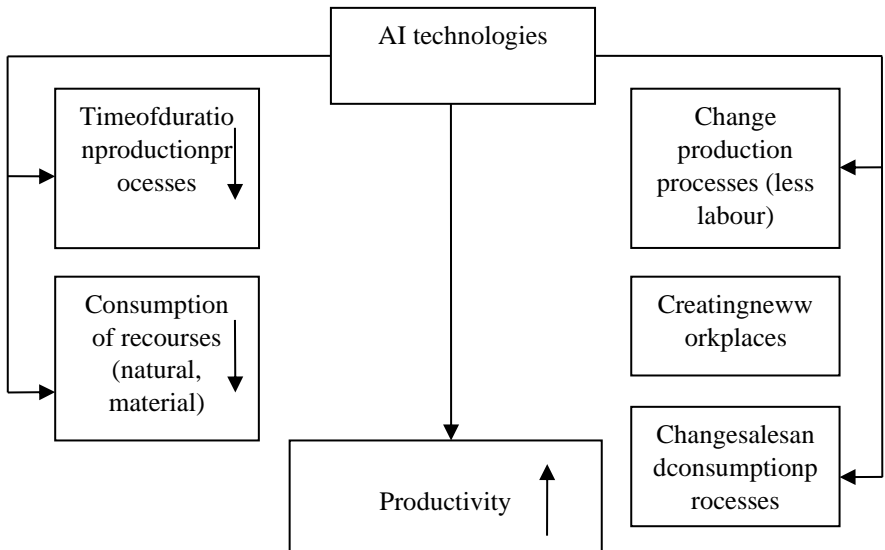 AI technologies
Timeofduratio
nproductionpr
ocesses
Change
production
processes (less
labour)
Consumption
of recourses
(natural,
material)
Creatingneww
orkplaces
Changesalesan
dconsumptionp
rocesses
Productivity